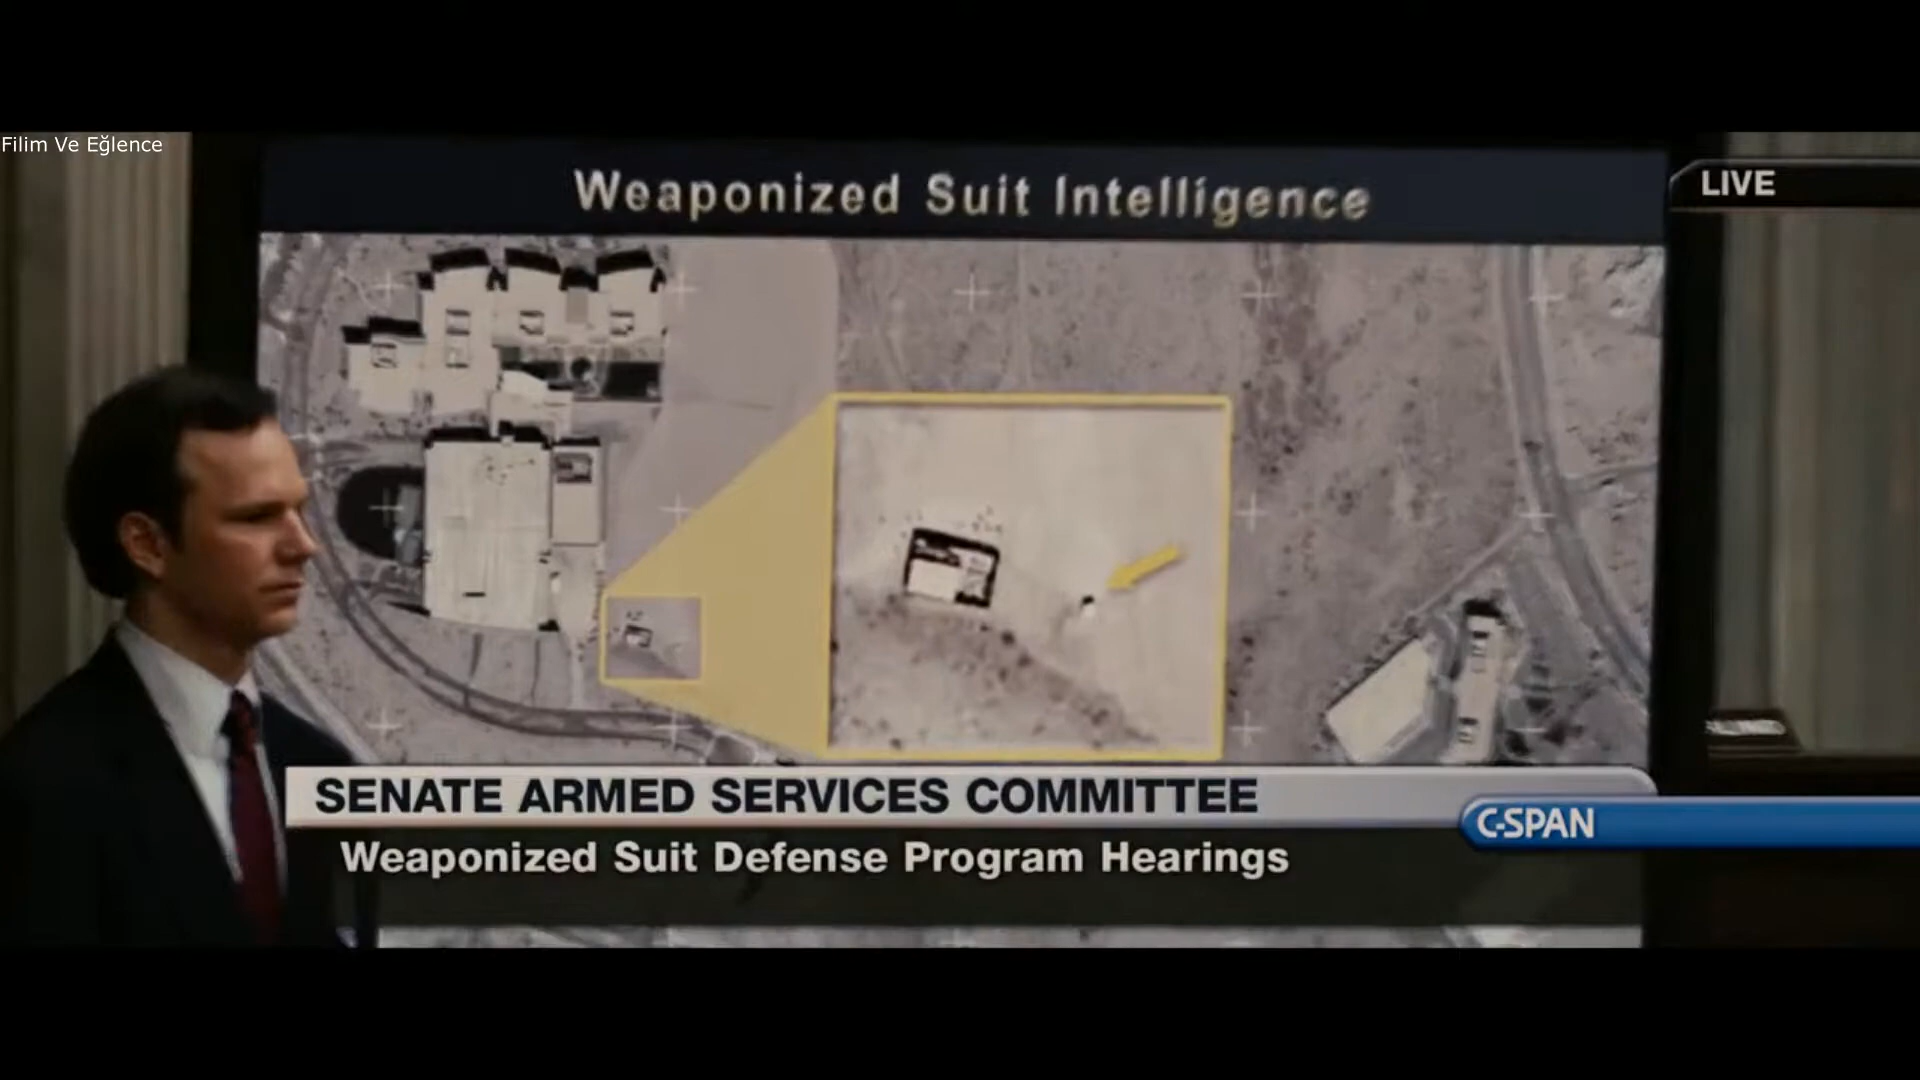 Filim Ve Eğlence
Weaponized Suit Intelligence
LIVE
SENATE ARMED SERVICES COMMITTEE
C-SPAN
Weaponized Suit Defense Program Hearings